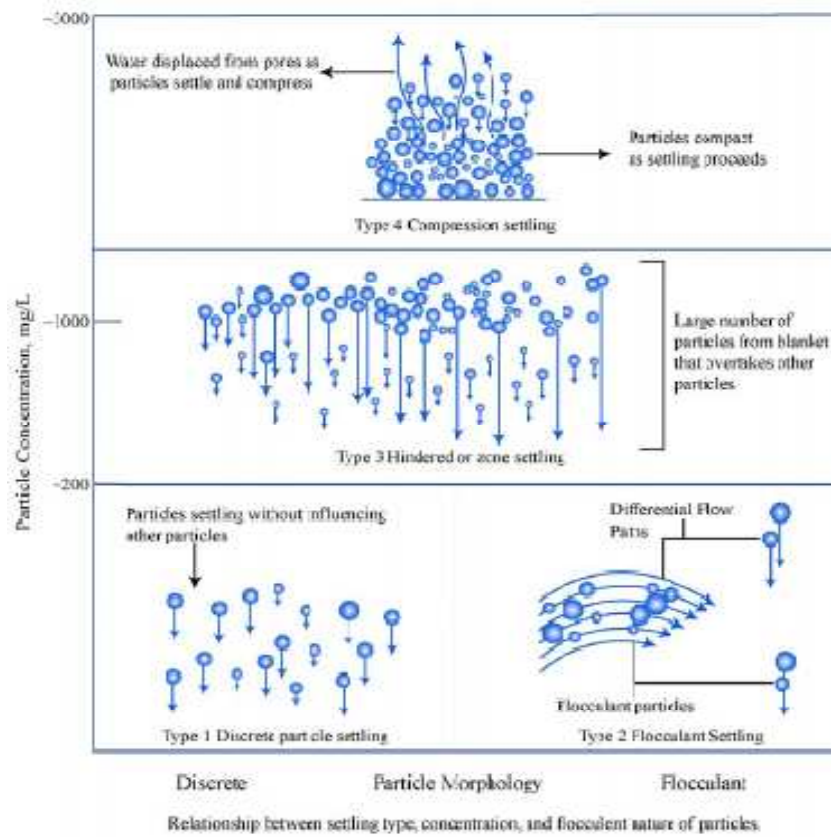 ~5000
Water displaced from pores as
particles settle and compress
Particles compact
as settling proceeds
Type 4 Compression settling
Particle Concentration, mg/L
~1000
Large number of
particles from blanket
that overtakes other
particles
Type 3 Hindered or zone settling
~200
Particles settling without influencing
other particles
Differential Flow
Paths
Flocculant particles
Type 1 Discrete particle settling
Type 2 Flocculant Settling
Discrete
Particle Morphology
Flocculant
Relationship between settling type, concentration, and flocculent nature of particles